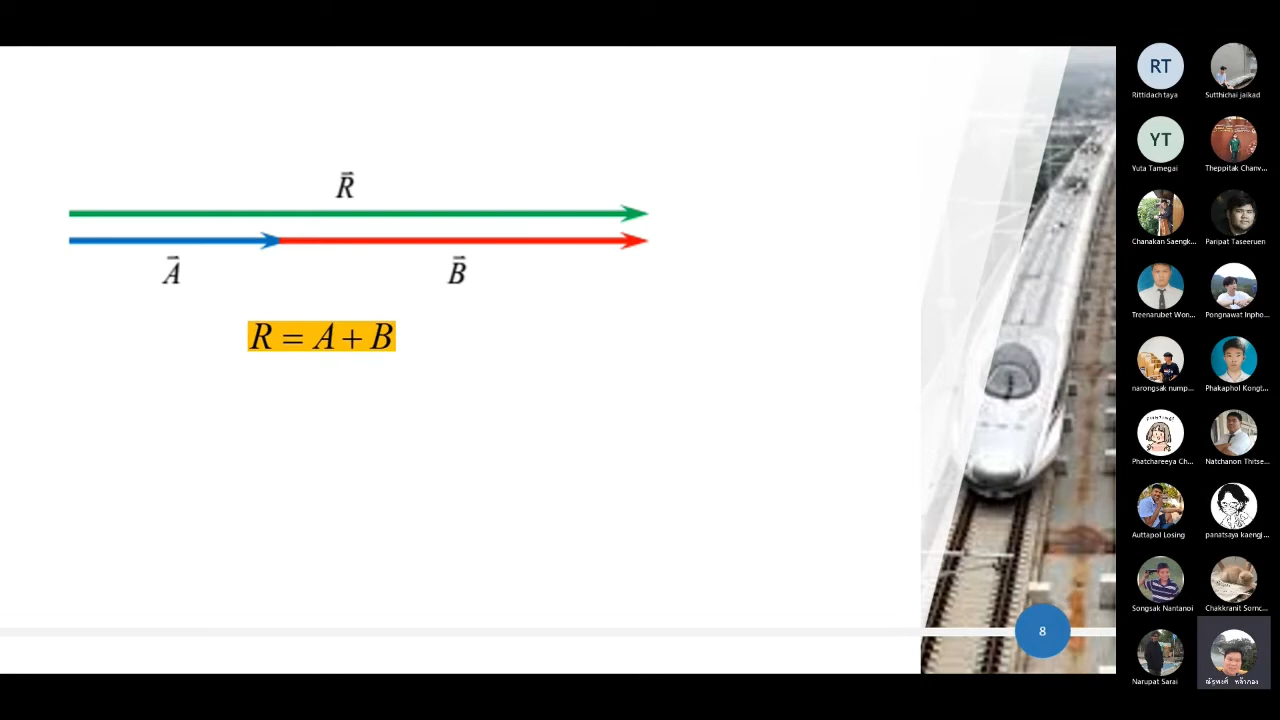 R⃗
A⃗
B⃗
R = A + B
8
RT
Rittidach taya
Sutthichai jaikad
YT
Yuta Tamegai
Theppitak Chanv...
Chanakan Saengk...
Paripat Taseeruen
Treenarubet Won...
Pongnawat Inpho...
narongsak nump...
Phakaphol Kongt...
Phatchareeya Ch...
Natchanon Thitse...
Auttapol Losing
panatsaya kaengj...
Songsak Nantanoi
Chakkranit Sornc...
Narupat Sarai